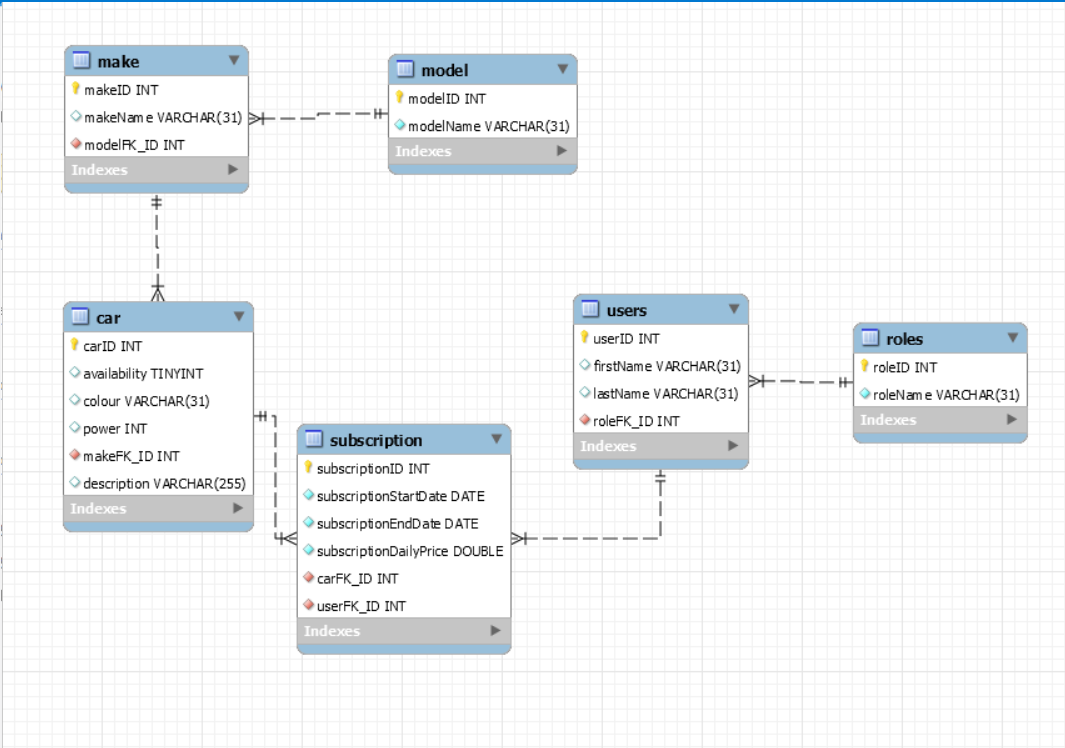 make
makeID INT
makeName VARCHAR(31)
modelFK_ID INT
Indexes
model
modelID INT
modelName VARCHAR(31)
Indexes
car
carID INT
availability TINYINT
colour VARCHAR(31)
power INT
makeFK_ID INT
description VARCHAR(255)
Indexes
subscription
subscriptionID INT
subscriptionStartDate DATE
subscriptionEndDate DATE
subscriptionDailyPrice DOUBLE
carFK_ID INT
userFK_ID INT
Indexes
users
userID INT
firstName VARCHAR(31)
lastName VARCHAR(31)
roleFK_ID INT
Indexes
roles
roleID INT
roleName VARCHAR(31)
Indexes